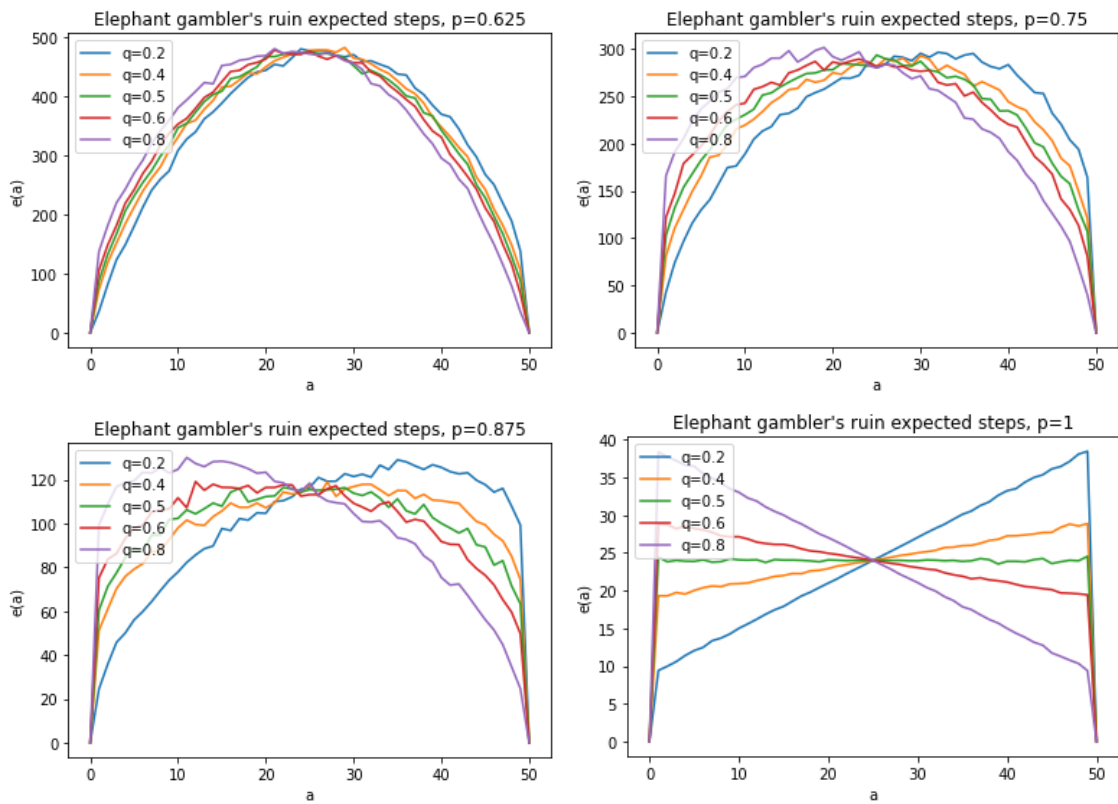 Elephant gambler's ruin expected steps, p=0.625
500
400
300
200
100
0
e(a)
q=0.2
q=0.4
q=0.5
q=0.6
q=0.8
0 10 20 30 40 50
a
Elephant gambler's ruin expected steps, p=0.75
300
250
200
150
100
50
0
e(a)
q=0.2
q=0.4
q=0.5
q=0.6
q=0.8
0 10 20 30 40 50
a
Elephant gambler's ruin expected steps, p=0.875
120
100
80
60
40
20
0
e(a)
q=0.2
q=0.4
q=0.5
q=0.6
q=0.8
0 10 20 30 40 50
a
Elephant gambler's ruin expected steps, p=1
40
35
30
25
20
15
10
5
0
e(a)
q=0.2
q=0.4
q=0.5
q=0.6
q=0.8
0 10 20 30 40 50
a